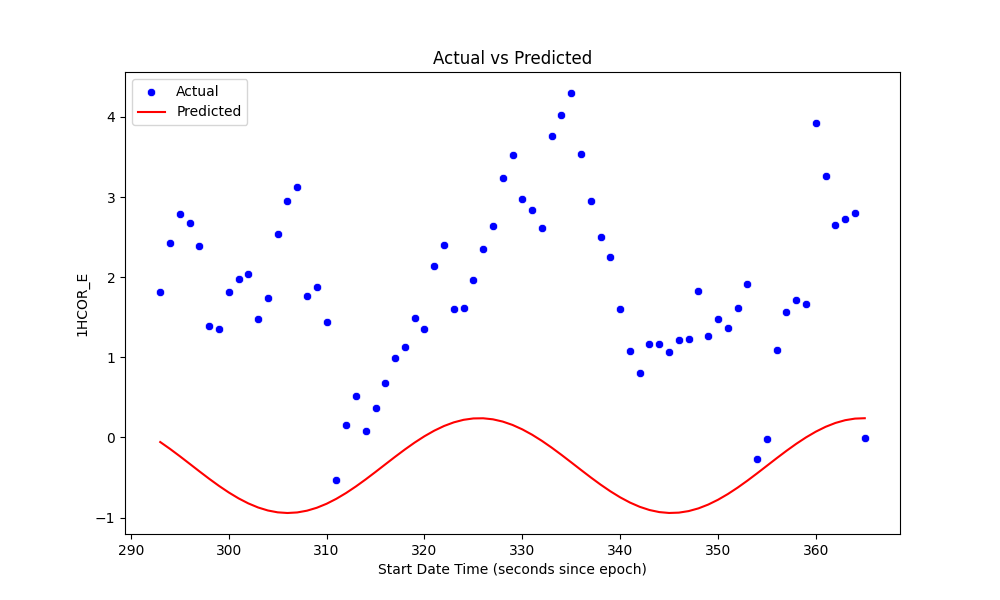 Actual vs Predicted
Actual
Predicted
1HCOR_E
4
3
2
1
0
−1
290 300 310 320 330 340 350 360
Start Date Time (seconds since epoch)